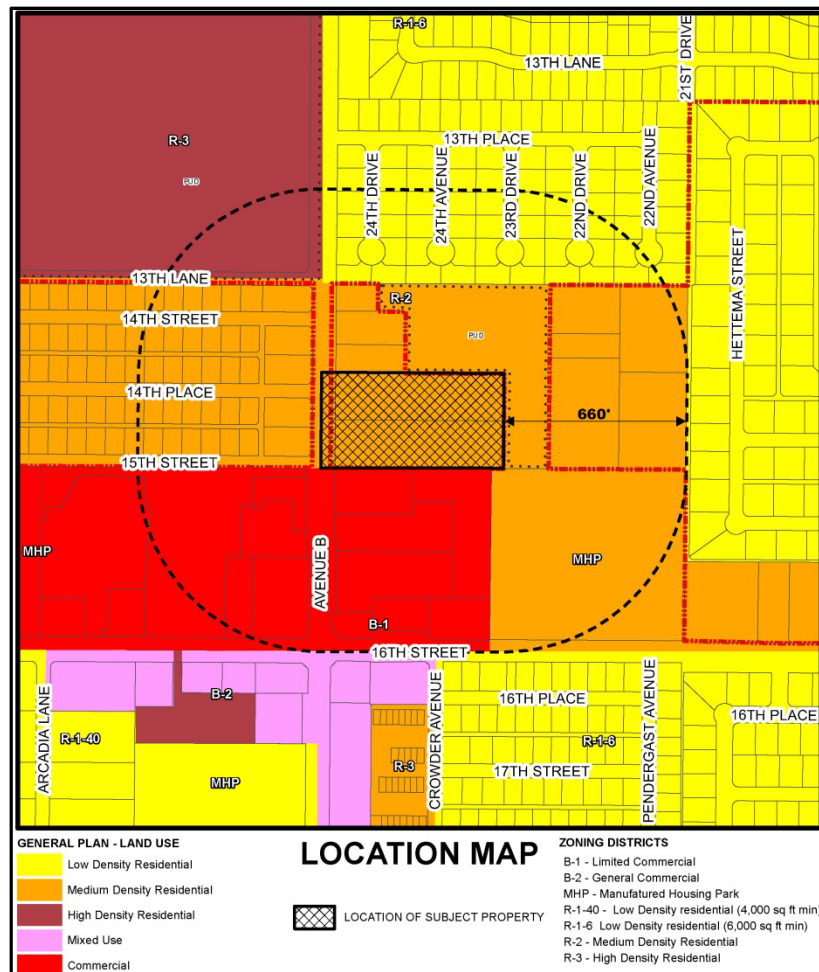 R-1-6
13TH LANE
21ST DRIVE
R-3
PUD
13TH PLACE
24TH DRIVE
24TH AVENUE
23RD DRIVE
22ND DRIVE
22ND AVENUE
HETTEMA STREET
13TH LANE
R-2
14TH STREET
PUD
14TH PLACE
660'
15TH STREET
MHP
AVENUE B
MHP
B-1
16TH STREET
ARCADIA LANE
B-2
R-1-40
MHP
R-3
CROWDER AVENUE
16TH PLACE
R-1-6
17TH STREET
PENDERGAST AVENUE
16TH PLACE
GENERAL PLAN - LAND USE
Low Density Residential
Medium Density Residential
High Density Residential
Mixed Use
Commercial
LOCATION MAP
LOCATION OF SUBJECT PROPERTY
ZONING DISTRICTS
B-1 - Limited Commercial
B-2 - General Commercial
MHP - Manufatured Housing Park
R-1-40 - Low Density residential (4,000 sq ft min)
R-1-6 Low Density residential (6,000 sq ft min)
R-2 - Medium Density Residential
R-3 - High Density Residential